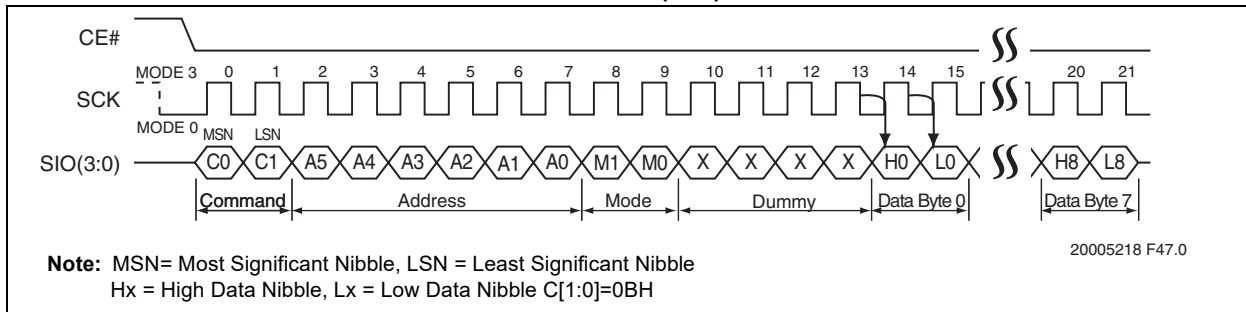 CE#
MODE 3 0 1 2 3 4 5 6 7 8 9 10 11 12 13 14 15 20 21
SCK
MODE 0 MSN LSN
SIO(3:0) C0 C1 A5 A4 A3 A2 A1 A0 M1 M0 X X X X H0 L0 H8 L8
Command Address Mode Dummy Data Byte 0 Data Byte 7
20005218 F47.0
Note: MSN= Most Significant Nibble, LSN = Least Significant Nibble
Hx = High Data Nibble, Lx = Low Data Nibble C[1:0]=0BH